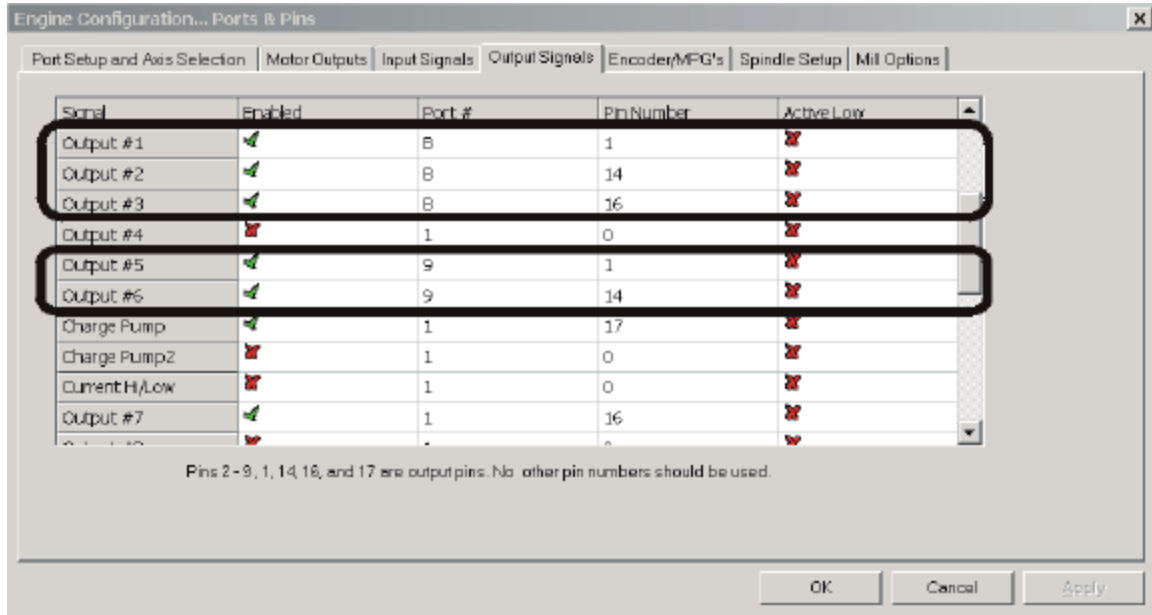 Engine Configuration... Ports & Pins
Port Setup and Axis Selection Motor Outputs Input Signals Output Signals Encoder/MPG's Spindle Setup Mill Options
Signal Enabled Port # Pin Number Active Low
Output #1 8 1
Output #2 8 14
Output #3 8 16
Output #4 1 0
Output #5 9 1
Output #6 9 14
Charge Pump 1 17
Charge Pump2 1 0
Current Hi/Low 1 0
Output #7 1 16
Pins 2 - 9, 1, 14, 16, and 17 are output pins. No other pin numbers should be used.
OK Cancel Apply